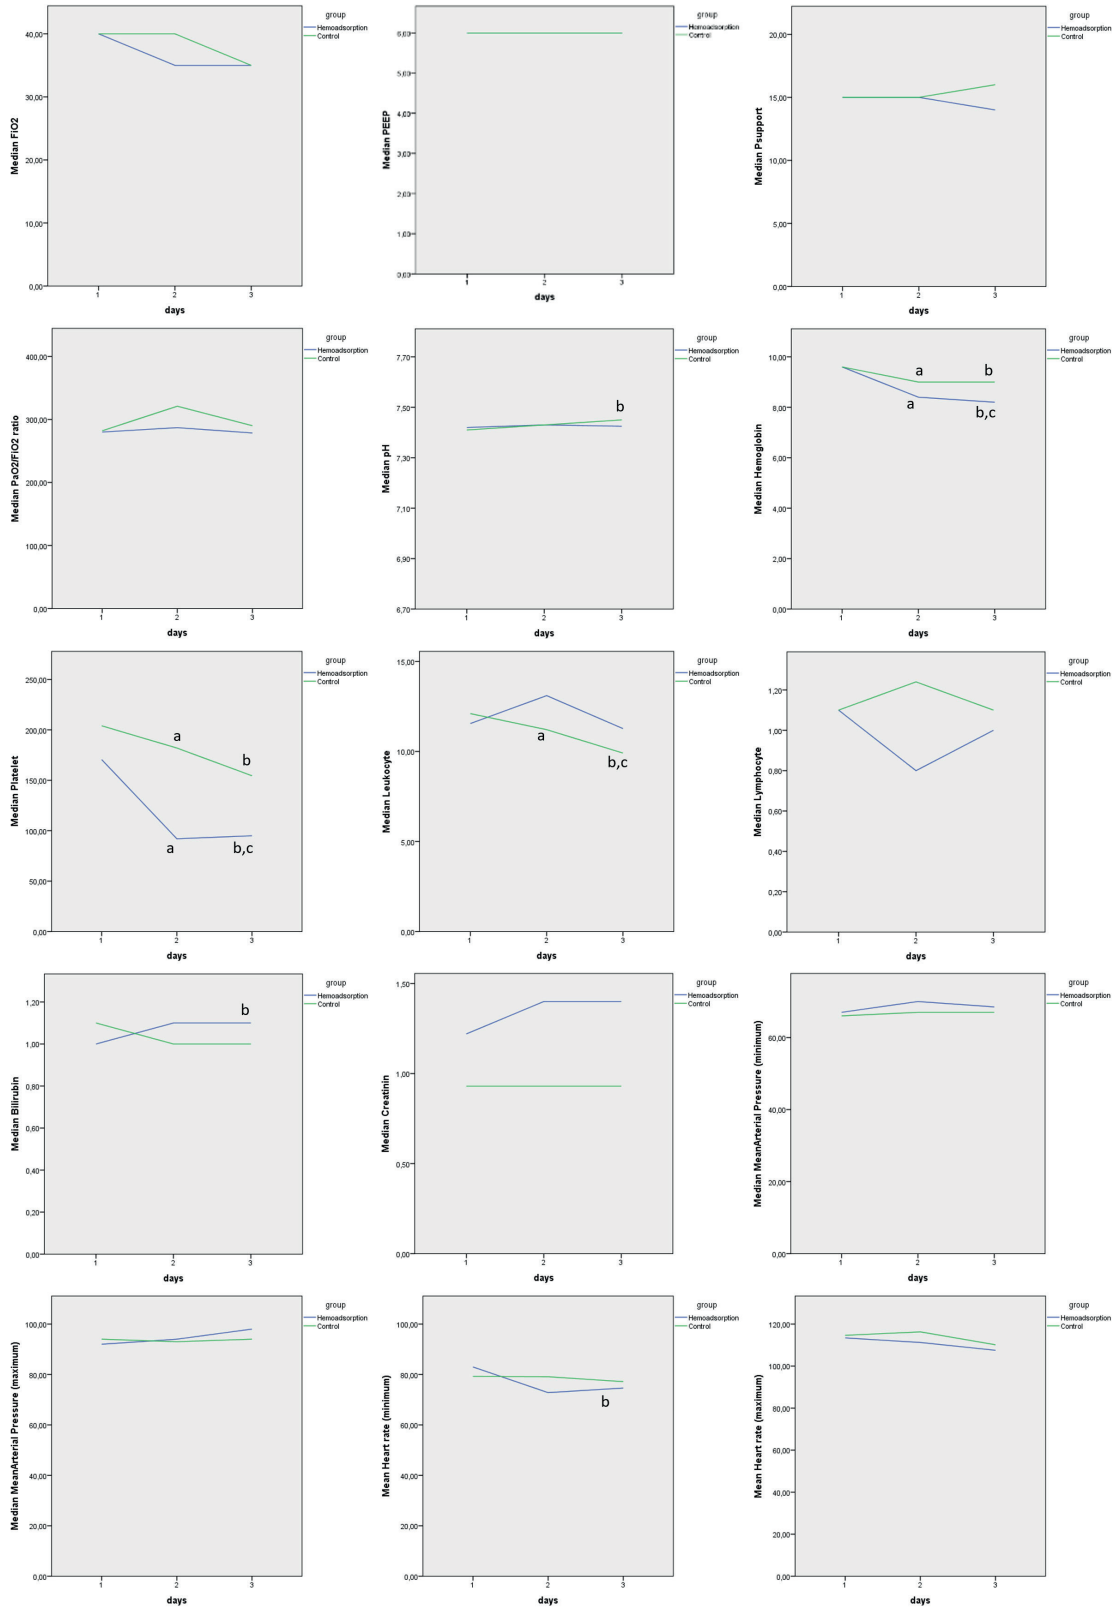 group
Hemoadsorption
Control
40,00
30,00
20,00
10,00
0,00
Median FiO2
1 2 3
days
group
Hemoadsorption
Control
6,00
5,00
4,00
3,00
2,00
1,00
0,00
Median PEEP
1 2 3
days
group
Hemoadsorption
Control
20,00
15,00
10,00
5,00
0,00
Median Psupport
1 2 3
days
group
Hemoadsorption
Control
400,00
300,00
200,00
100,00
0,00
Median PaO2/FiO2 ratio
1 2 3
days
group
Hemoadsorption
Control
7,70
7,50
7,30
7,10
6,90
6,70
Median pH
b
1 2 3
days
group
Hemoadsorption
Control
10,00
8,00
6,00
4,00
2,00
0,00
Median Hemoglobin
a b
a b,c
1 2 3
days
group
Hemoadsorption
Control
250,00
200,00
150,00
100,00
50,00
0,00
Median Platelet
a
b
a b,c
1 2 3
days
group
Hemoadsorption
Control
15,00
10,00
5,00
0,00
Median Leukocyte
a
b,c
1 2 3
days
group
Hemoadsorption
Control
1,20
1,00
0,80
0,60
0,40
0,20
0,00
Median Lymphocyte
1 2 3
days
group
Hemoadsorption
Control
1,20
1,00
0,80
0,60
0,40
0,20
0,00
Median Bilirubin
b
1 2 3
days
group
Hemoadsorption
Control
1,50
1,00
0,50
0,00
Median Creatinin
1 2 3
days
group
Hemoadsorption
Control
60,00
40,00
20,00
0,00
Median MeanArterial Pressure (minimum)
1 2 3
days
group
Hemoadsorption
Control
100,00
80,00
60,00
40,00
20,00
0,00
Median MeanArterial Pressure (maximum)
1 2 3
days
group
Hemoadsorption
Control
100,00
80,00
60,00
40,00
20,00
0,00
Mean Heart rate (minimum)
b
1 2 3
days
group
Hemoadsorption
Control
120,00
100,00
80,00
60,00
40,00
20,00
0,00
Mean Heart rate (maximum)
1 2 3
days